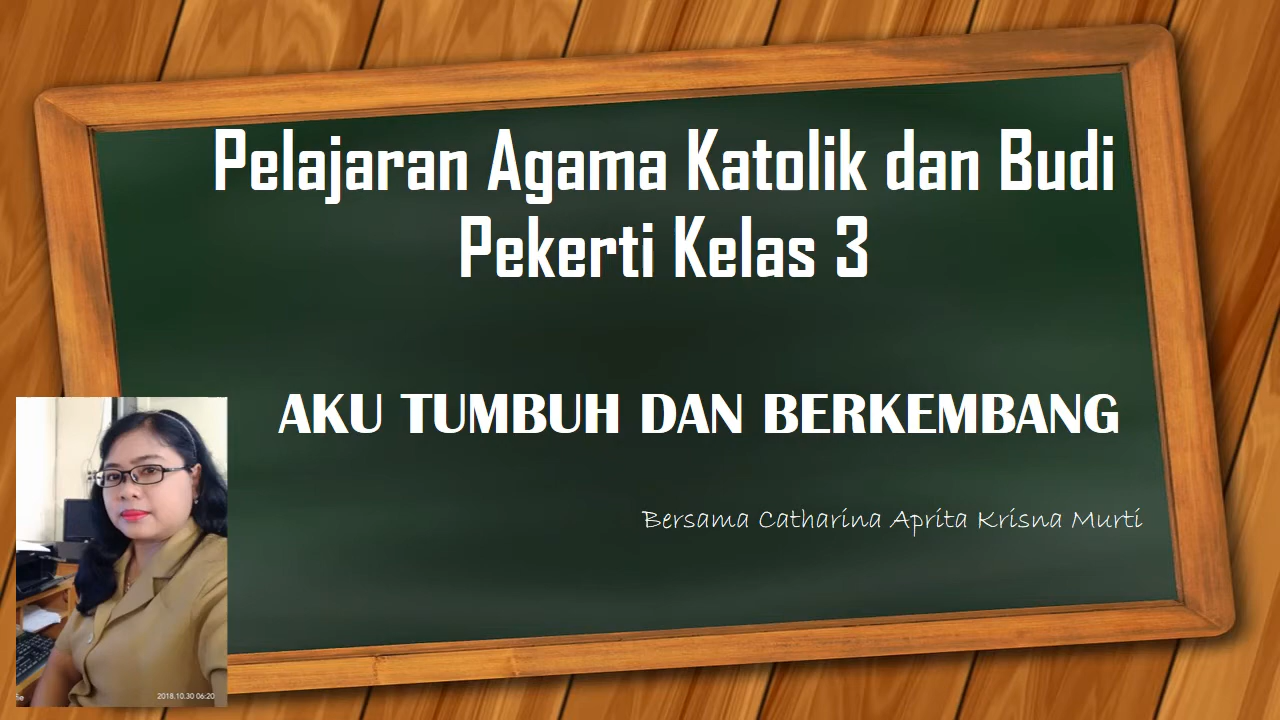 Pelajaran Agama Katolik dan Budi
Pekerti Kelas 3
AKU TUMBUH DAN BERKEMBANG
Bersama Catharina Aprita Krisna Murti
2018.10.30 06:20